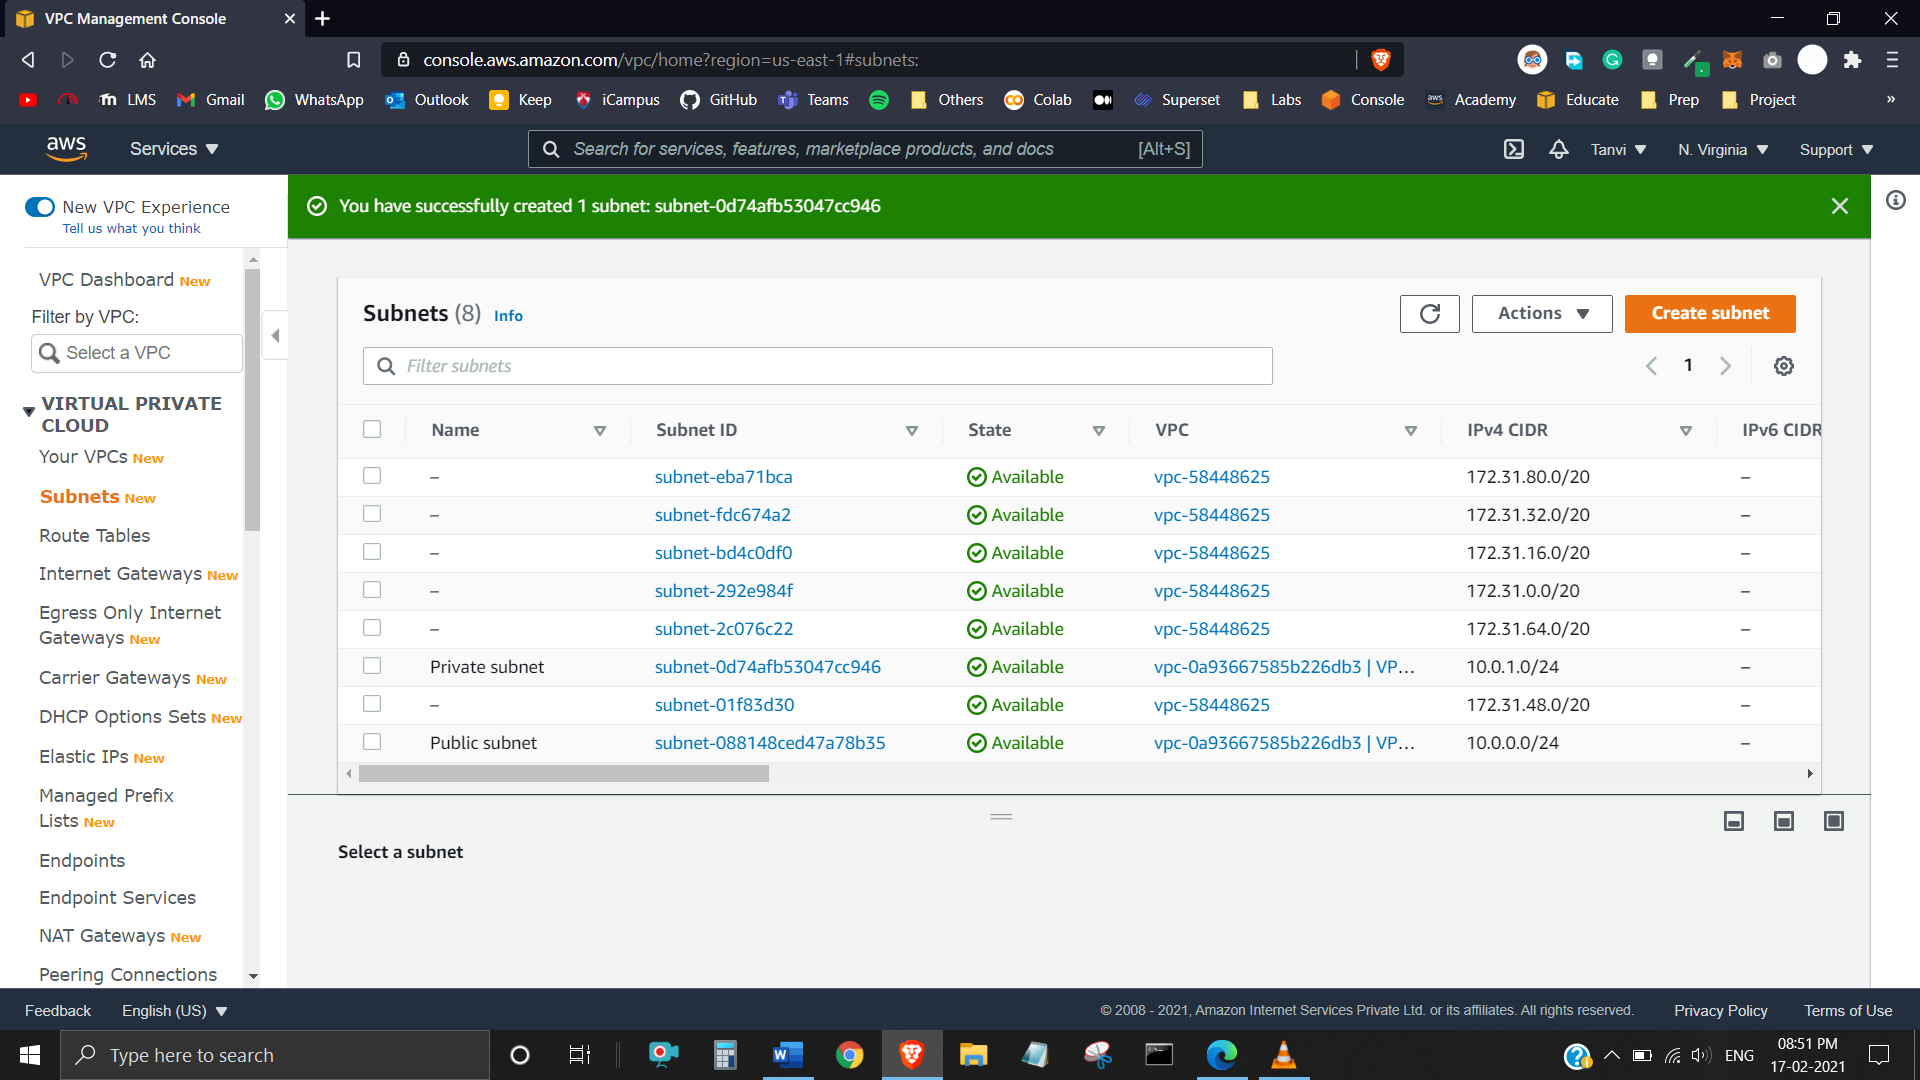 VPC Management Console
console.aws.amazon.com/vpc/home?region=us-east-1#subnets:
LMS Gmail WhatsApp Outlook Keep iCampus GitHub Teams Others Colab Superset Labs Console aws Academy Educate Prep Project »
aws Services Search for services, features, marketplace products, and docs [Alt+S] Tanvi N. Virginia Support
New VPC Experience
Tell us what you think
You have successfully created 1 subnet: subnet-0d74afb53047cc946
VPC Dashboard New
Filter by VPC:
Select a VPC
VIRTUAL PRIVATE
CLOUD
Your VPCs New
Subnets New
Route Tables
Internet Gateways New
Egress Only Internet
Gateways New
Carrier Gateways New
DHCP Options Sets New
Elastic IPs New
Managed Prefix
Lists New
Endpoints
Endpoint Services
NAT Gateways New
Peering Connections
Subnets (8) Info
Actions
Create subnet
Filter subnets
1
Name Subnet ID State VPC IPv4 CIDR IPv6 CIDR
– subnet-eba71bca Available vpc-58448625 172.31.80.0/20 –
– subnet-fdc674a2 Available vpc-58448625 172.31.32.0/20 –
– subnet-bd4c0df0 Available vpc-58448625 172.31.16.0/20 –
– subnet-292e984f Available vpc-58448625 172.31.0.0/20 –
– subnet-2c076c22 Available vpc-58448625 172.31.64.0/20 –
Private subnet subnet-0d74afb53047cc946 Available vpc-0a93667585b226db3 | VP... 10.0.1.0/24 –
– subnet-01f83d30 Available vpc-58448625 172.31.48.0/20 –
Public subnet subnet-088148ced47a78b35 Available vpc-0a93667585b226db3 | VP... 10.0.0.0/24 –
Select a subnet
Feedback English (US) © 2008 - 2021, Amazon Internet Services Private Ltd. or its affiliates. All rights reserved. Privacy Policy Terms of Use
Type here to search
ENG
08:51 PM
17-02-2021